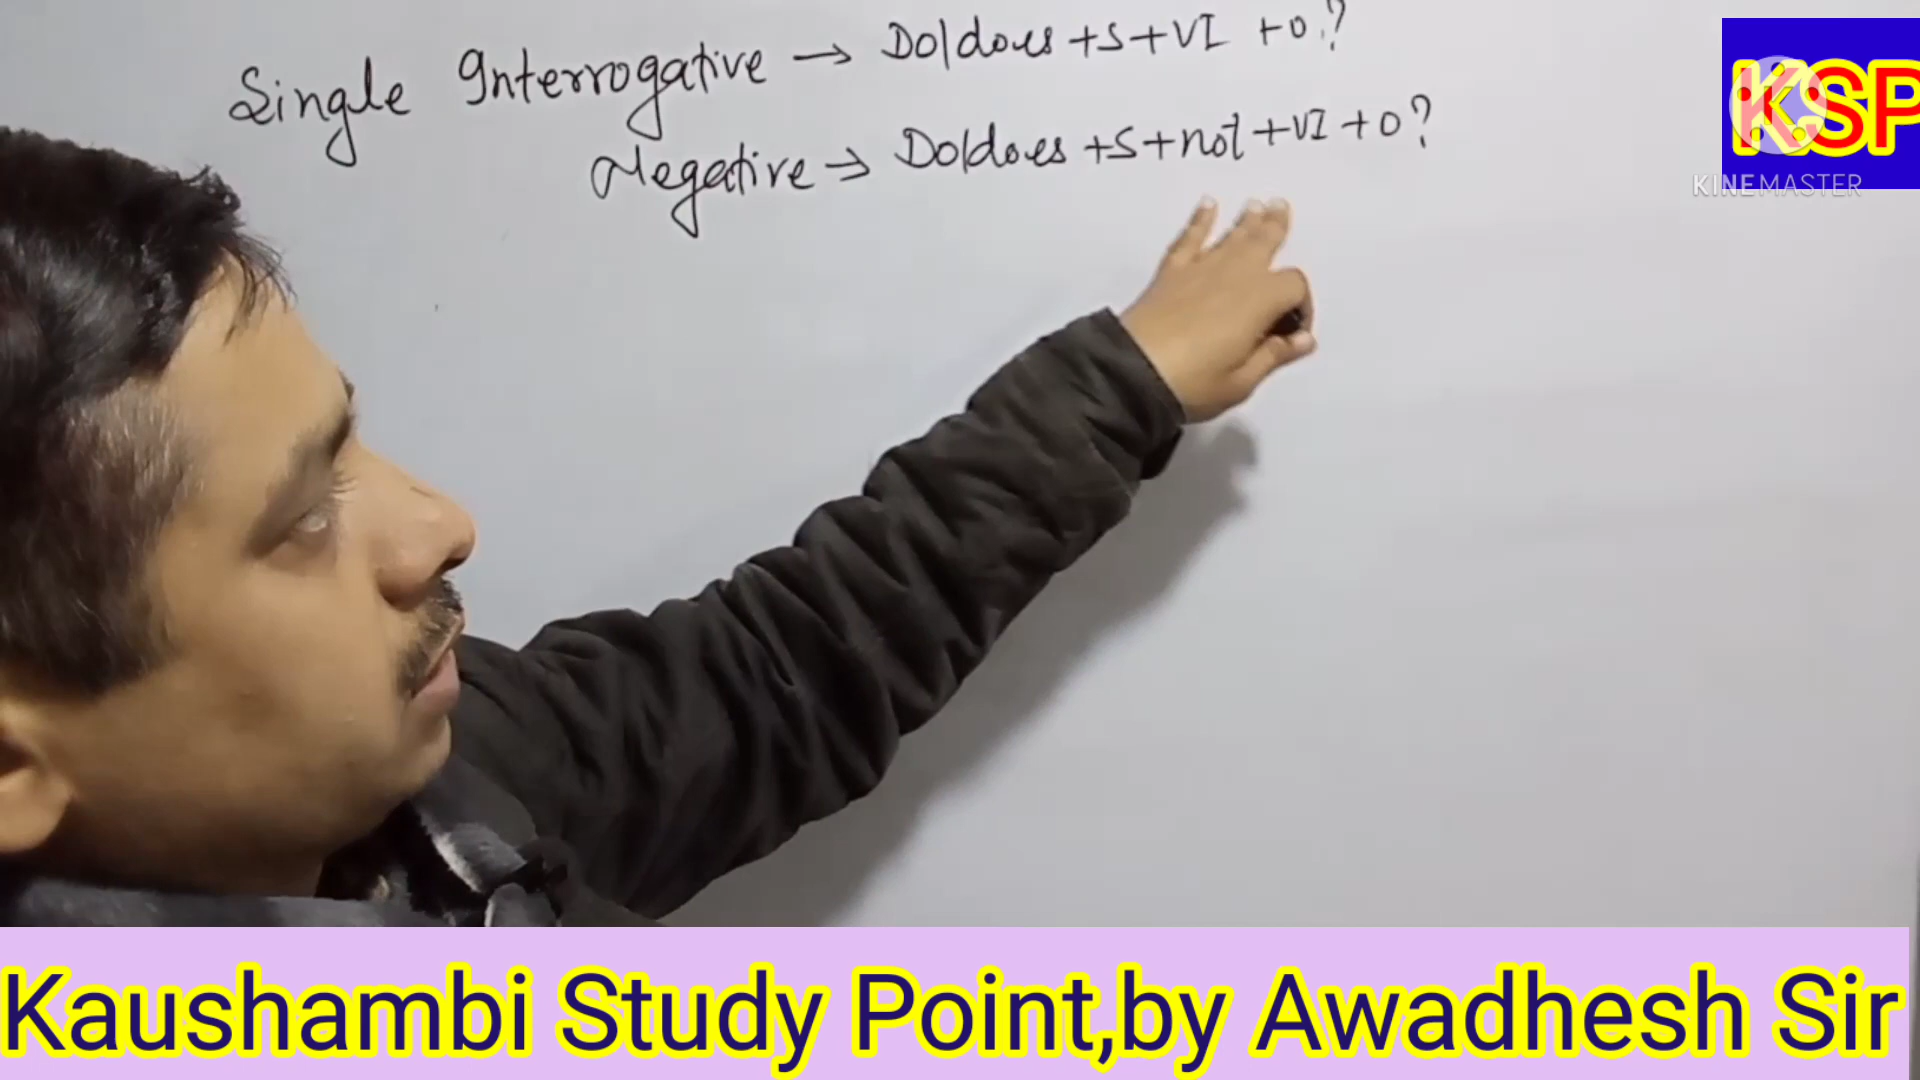 Single Interrogative → Do/does +S+VI +O.?
Negative → Do/does +S+not+VI+O?
KSP
KINEMASTER
Kaushambi Study Point,by Awadhesh Sir